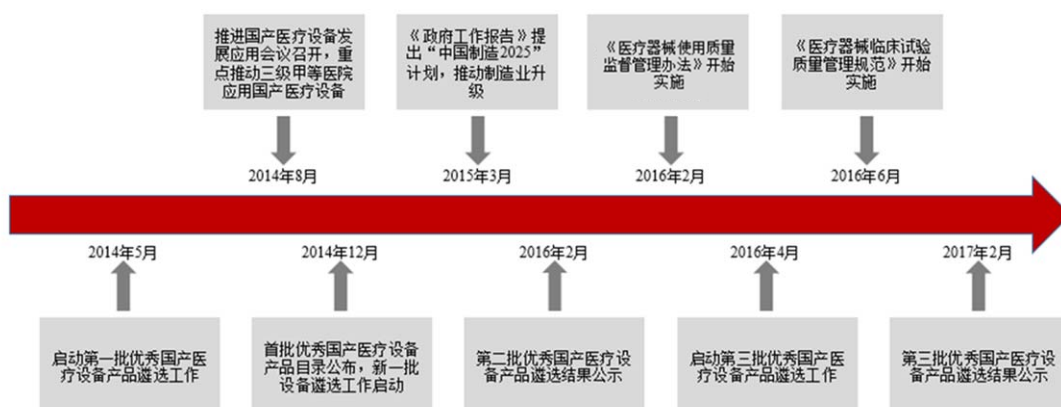 推进国产医疗设备发
展应用会议召开，重
点推动三级甲等医院
应用国产医疗设备
《政府工作报告》提
出“中国制造2025”
计划，推动制造业升
级
《医疗器械使用质量
监督管理办法》开始
实施
《医疗器械临床试验
质量管理规范》开始
实施
2014年8月
2015年3月
2016年2月
2016年6月
2014年5月
2014年12月
2016年2月
2016年4月
2017年2月
启动第一批优秀国产医
疗设备产品遴选工作
首批优秀国产医疗设备
产品目录公布，新一批
设备遴选工作启动
第二批优秀国产医疗设
备产品遴选结果公示
启动第三批优秀国产医
疗设备产品遴选工作
第三批优秀国产医疗设
备产品遴选结果公示